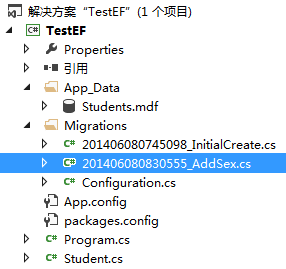 解决方案“TestEF”(1 个项目)
TestEF
Properties
引用
App_Data
Students.mdf
Migrations
201406080745098_InitialCreate.cs
201406080830555_AddSex.cs
Configuration.cs
App.config
packages.config
Program.cs
Student.cs